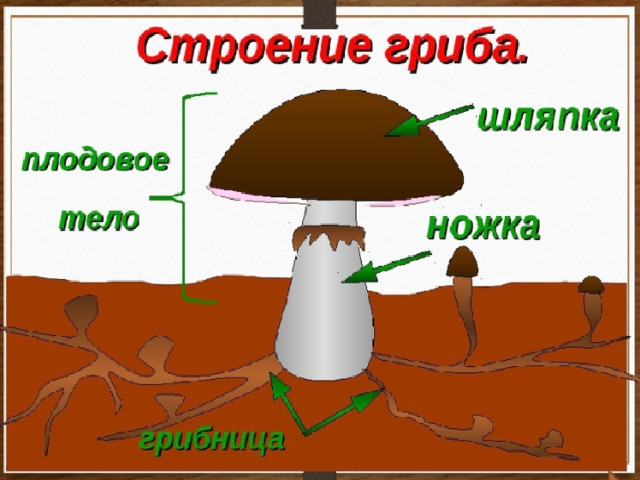 Строение гриба.
шляпка
плодовое
тело
ножка
грибница